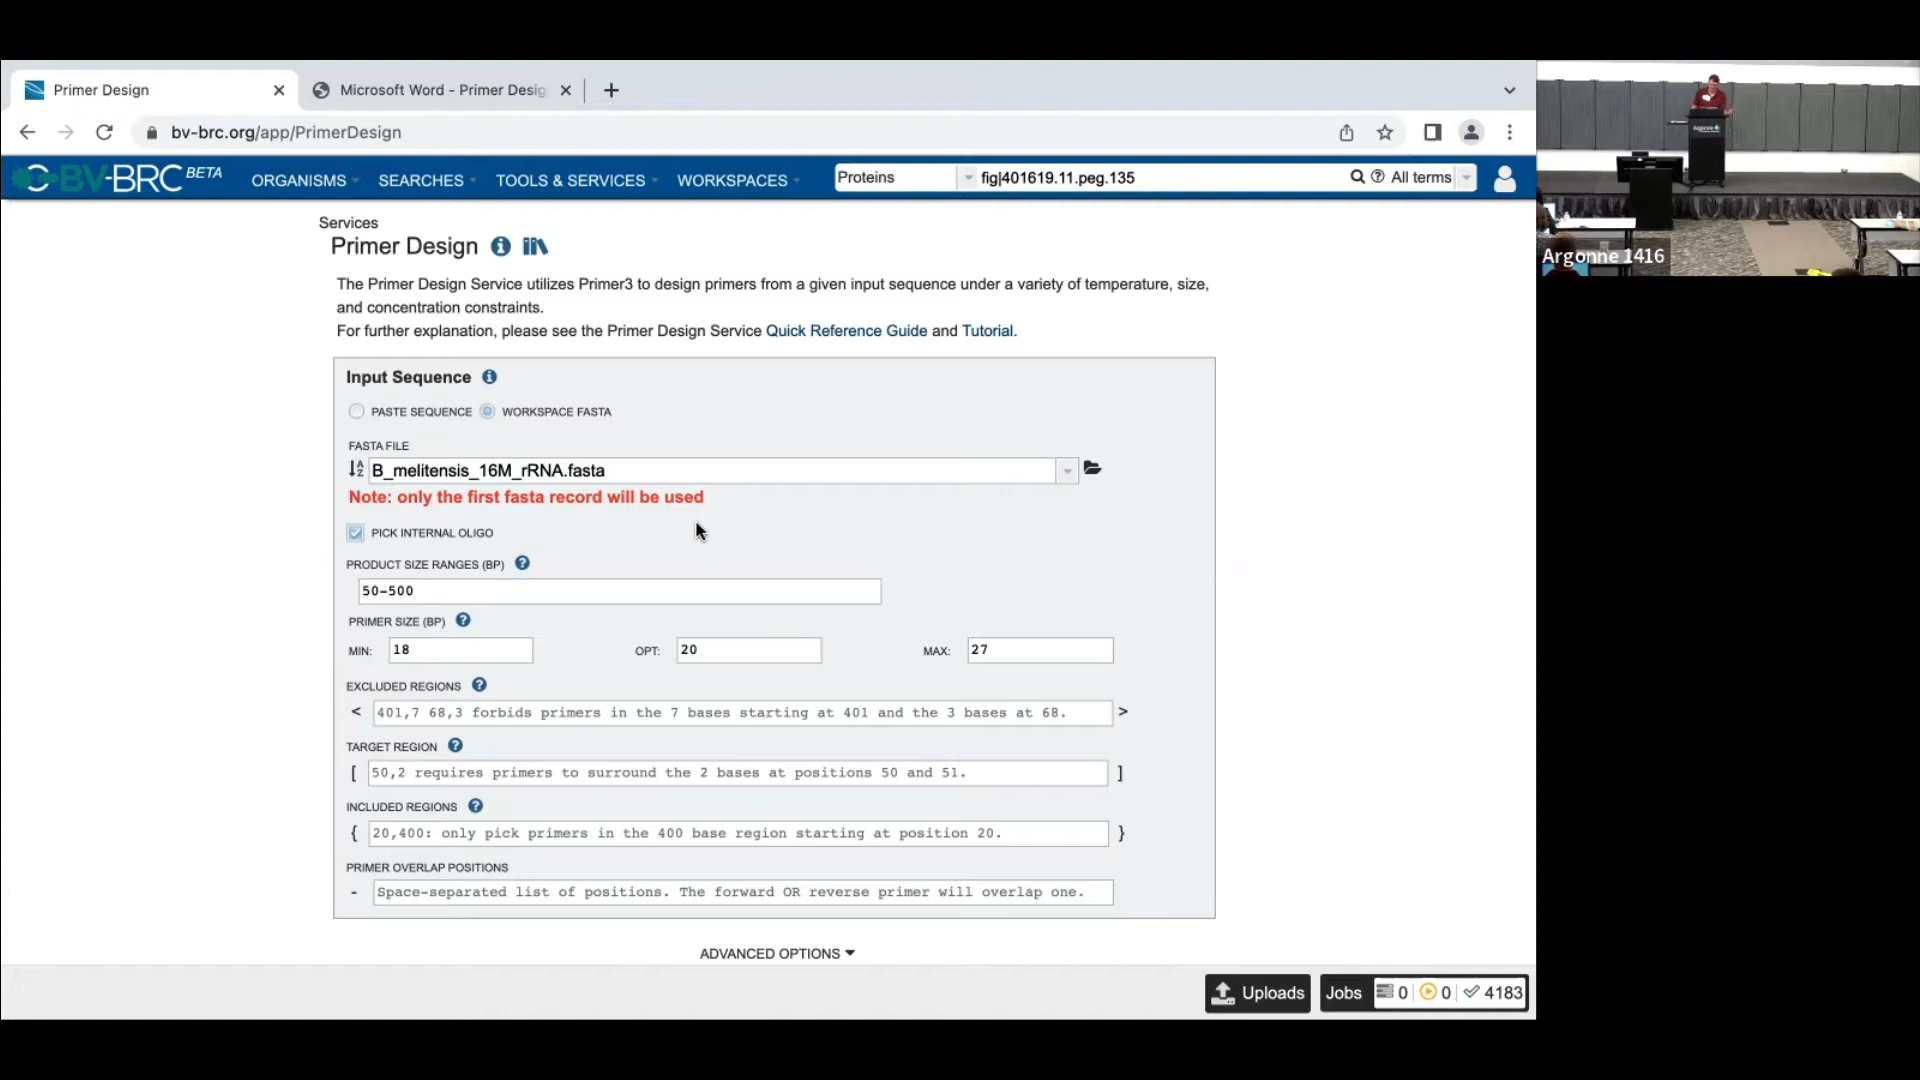 Primer Design
Microsoft Word - Primer Desig
bv-brc.org/app/PrimerDesign
BV-BRC BETA
ORGANISMS
SEARCHES
TOOLS & SERVICES
WORKSPACES
Proteins
fig|401619.11.peg.135
All terms
Services
Primer Design
The Primer Design Service utilizes Primer3 to design primers from a given input sequence under a variety of temperature, size,
and concentration constraints.
For further explanation, please see the Primer Design Service Quick Reference Guide and Tutorial.
Input Sequence
PASTE SEQUENCE WORKSPACE FASTA
FASTA FILE
B_melitensis_16M_rRNA.fasta
Note: only the first fasta record will be used
PICK INTERNAL OLIGO
PRODUCT SIZE RANGES (BP)
50-500
PRIMER SIZE (BP)
MIN: 18 OPT: 20 MAX: 27
EXCLUDED REGIONS
< 401,7 68,3 forbids primers in the 7 bases starting at 401 and the 3 bases at 68. >
TARGET REGION
[ 50,2 requires primers to surround the 2 bases at positions 50 and 51. ]
INCLUDED REGIONS
{ 20,400: only pick primers in the 400 base region starting at position 20. }
PRIMER OVERLAP POSITIONS
- Space-separated list of positions. The forward OR reverse primer will overlap one.
ADVANCED OPTIONS
Uploads
Jobs 0 0 4183
Argonne
Argonne 1416